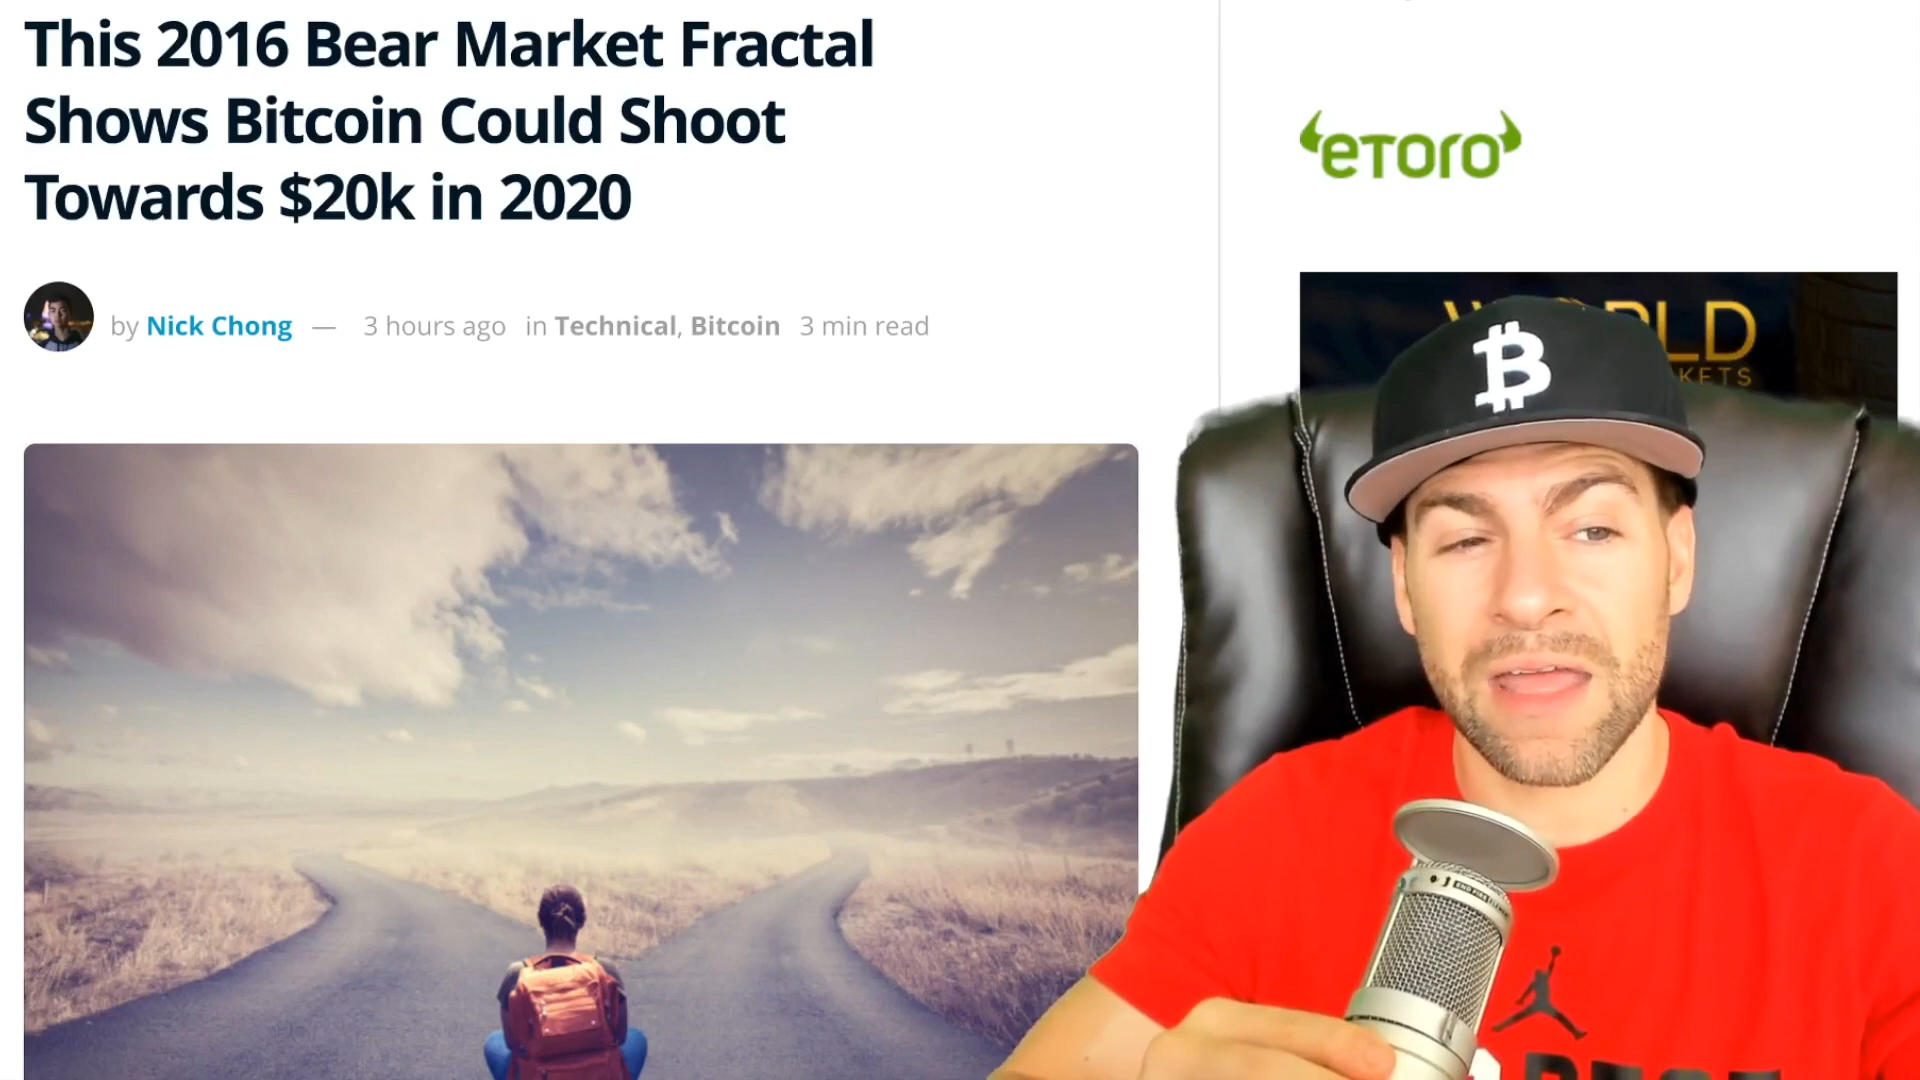 This 2016 Bear Market Fractal
Shows Bitcoin Could Shoot
Towards $20k in 2020
by Nick Chong — 3 hours ago in Technical, Bitcoin 3 min read
eToro